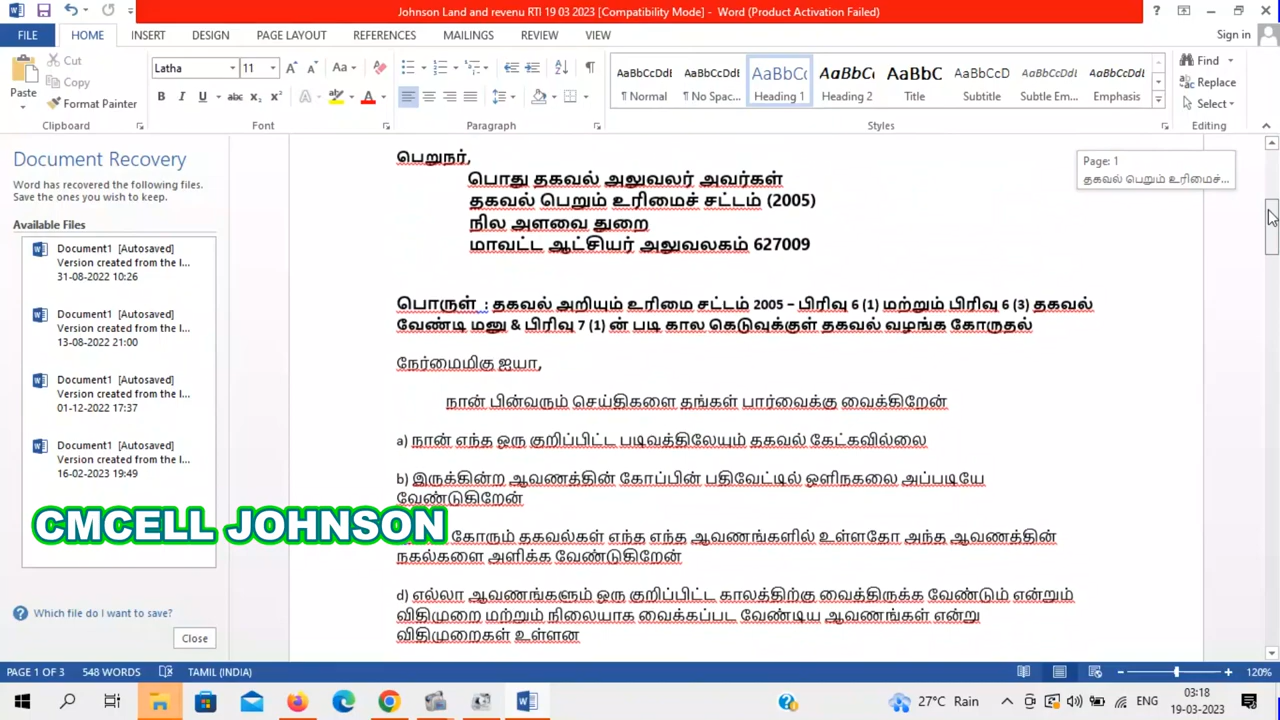 Johnson Land and revenu RTI 19 03 2023 [Compatibility Mode] - Word (Product Activation Failed)
FILE HOME INSERT DESIGN PAGE LAYOUT REFERENCES MAILINGS REVIEW VIEW Sign in
Paste
Cut
Copy
Format Painter
Clipboard
Latha 11
Font
Paragraph
AaBbCcDdI AaBbCcDdI AaBbCc AaBbCc AaBbC AaBbCcD AaBbCcDdI AaBbCcDdI
¶ Normal ¶ No Spac... Heading 1 Heading 2 Title Subtitle Subtle Em... Emphasis
Styles
Find
Replace
Select
Editing
Document Recovery
Word has recovered the following files.
Save the ones you wish to keep.
Available Files
Document1 [Autosaved]
Version created from the l...
31-08-2022 10:26
Document1 [Autosaved]
Version created from the l...
13-08-2022 21:00
Document1 [Autosaved]
Version created from the l...
01-12-2022 17:37
Document1 [Autosaved]
Version created from the l...
16-02-2023 19:49
CMCELL JOHNSON
Which file do I want to save?
Close
Page: 1
தகவல் பெறும் உரிமைச்...
பெறுநர்,
பொது தகவல் அலுவலர் அவர்கள்
தகவல் பெறும் உரிமைச் சட்டம் (2005)
நில அளவை துறை
மாவட்ட ஆட்சியர் அலுவலகம் 627009
பொருள் : தகவல் அறியும் உரிமை சட்டம் 2005 – பிரிவு 6 (1) மற்றும் பிரிவு 6 (3) தகவல்
வேண்டி மனு & பிரிவு 7 (1) ன் படி கால கெடுவுக்குள் தகவல் வழங்க கோருதல்
நேர்மைமிகு ஐயா,
நான் பின்வரும் செய்திகளை தங்கள் பார்வைக்கு வைக்கிறேன்
a) நான் எந்த ஒரு குறிப்பிட்ட படிவத்திலேயும் தகவல் கேட்கவில்லை
b) இருக்கின்ற ஆவணத்தின் கோப்பின் பதிவேட்டில் ஒளிநகலை அப்படியே
வேண்டுகிறேன்
கோரும் தகவல்கள் எந்த எந்த ஆவணங்களில் உள்ளதோ அந்த ஆவணத்தின்
நகல்களை அளிக்க வேண்டுகிறேன்
d) எல்லா ஆவணங்களும் ஒரு குறிப்பிட்ட காலத்திற்கு வைத்திருக்க வேண்டும் என்றும்
விதிமுறை மற்றும் நிலையாக வைக்கப்பட வேண்டிய ஆவணங்கள் என்று
விதிமுறைகள் உள்ளன
PAGE 1 OF 3 548 WORDS TAMIL (INDIA) 120%
27°C Rain ENG
03:18
19-03-2023